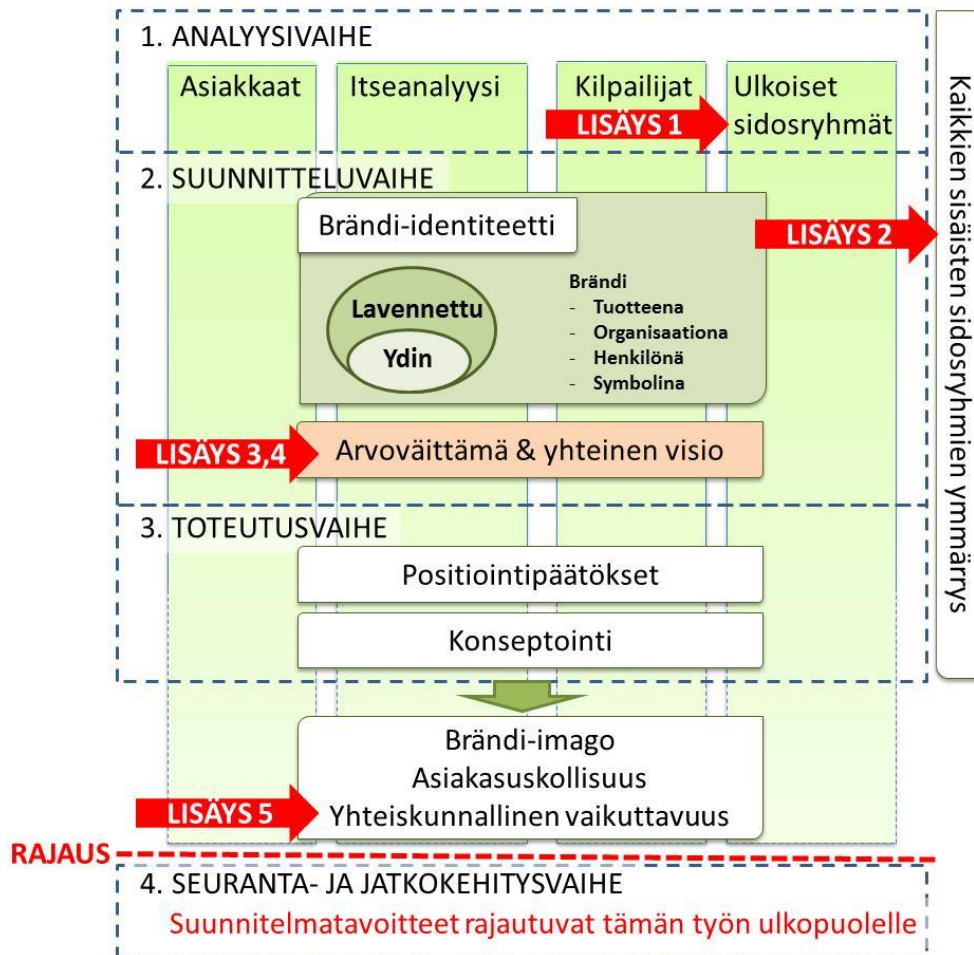 1. ANALYYSIVAIHE
Asiakkaat
Itseanalyysi
Kilpailijat
Ulkoiset
sidosryhmät
LISÄYS 1
2. SUUNNITTELUVAIHE
Brändi-identiteetti
LISÄYS 2
Lavennettu
Ydin
Brändi
- Tuotteena
- Organisaationa
- Henkilönä
- Symbolina
LISÄYS 3,4
Arvoväittämä & yhteinen visio
3. TOTEUTUSVAIHE
Positiointipäätökset
Konseptointi
Brändi-imago
Asiakasuskollisuus
Yhteiskunnallinen vaikuttavuus
LISÄYS 5
RAJAUS
4. SEURANTA- JA JATKOKEHITYSVAIHE
Suunnitelmatavoitteet rajautuvat tämän työn ulkopuolelle
Kaikkien sisäisten sidosryhmien ymmärrys